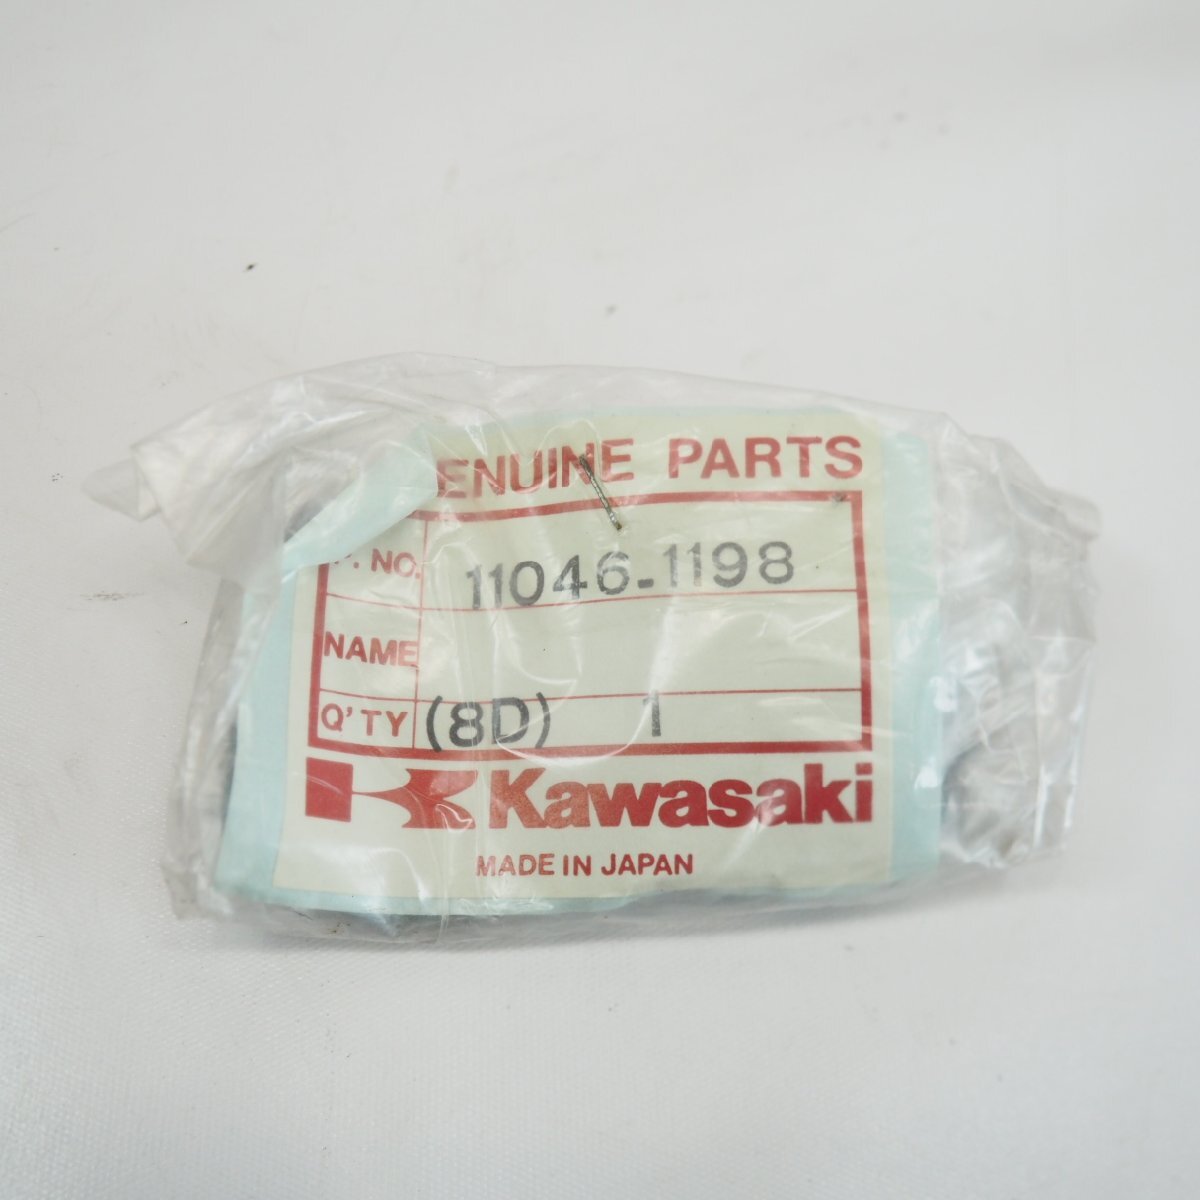 ENUINE PARTS
P. NO. 11046-1198
NAME
Q'TY (8D) 1
Kawasaki
MADE IN JAPAN